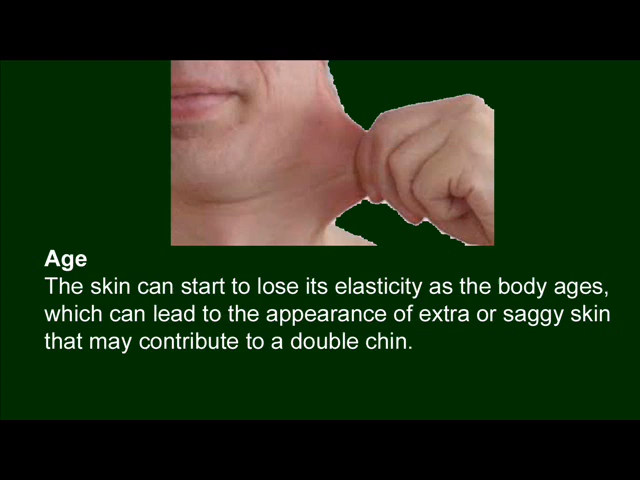 Age
The skin can start to lose its elasticity as the body ages,
which can lead to the appearance of extra or saggy skin
that may contribute to a double chin.